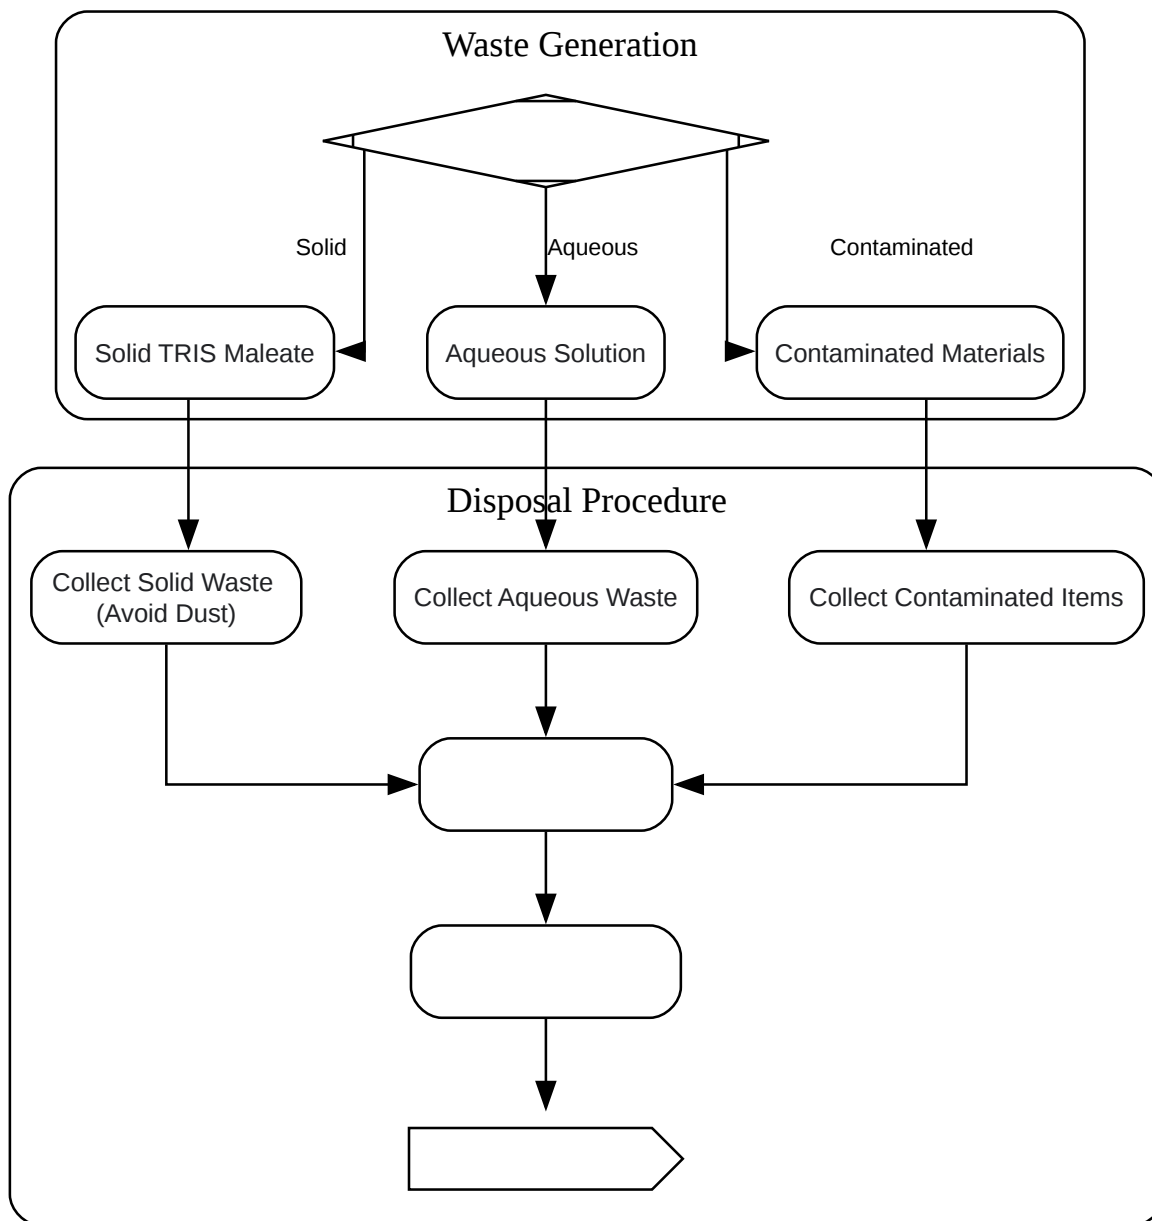 Waste Generation
Solid
Aqueous
Contaminated
Solid TRIS Maleate
Aqueous Solution
Contaminated Materials
Disposal Procedure
Collect Solid Waste
(Avoid Dust)
Collect Aqueous Waste
Collect Contaminated Items